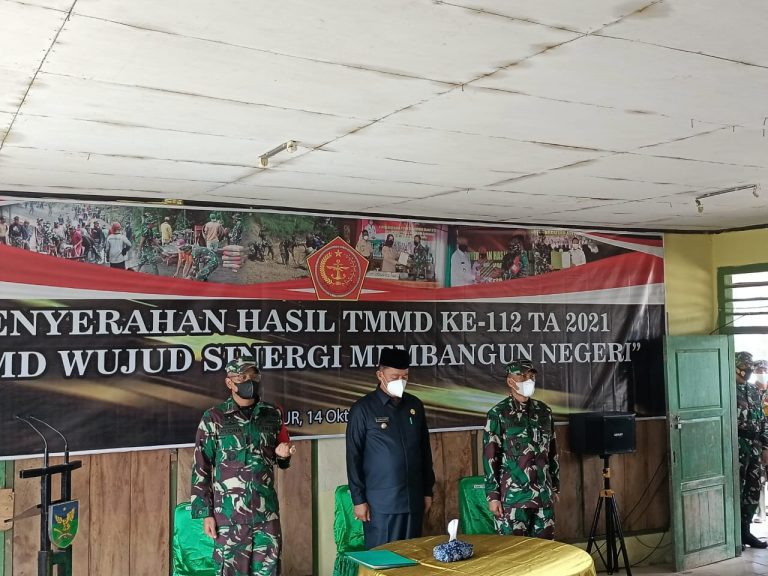 ENYERAHAN HASIL TMMD KE-112 TA 2021
MD WUJUD SINERGI MEMBANGUN NEGERI”
UR, 14 Okt